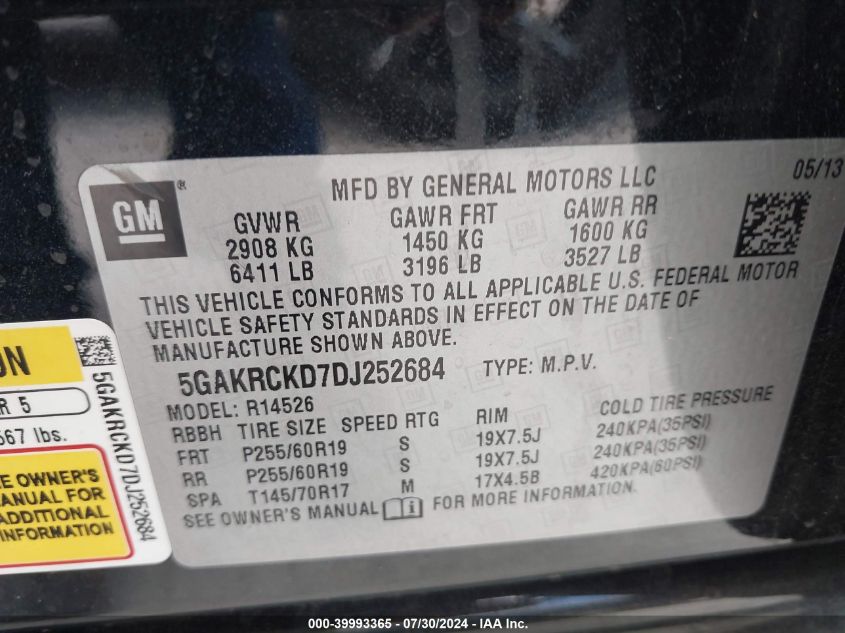 05/13
MFD BY GENERAL MOTORS LLC
GM®
GVWR GAWR FRT GAWR RR
2908 KG 1450 KG 1600 KG
6411 LB 3196 LB 3527 LB
THIS VEHICLE CONFORMS TO ALL APPLICABLE U.S. FEDERAL MOTOR
VEHICLE SAFETY STANDARDS IN EFFECT ON THE DATE OF
MANUFACTURE SHOWN ABOVE.
5GAKRCKD7DJ252684 TYPE: M.P.V.
MODEL: R14526
RBBH TIRE SIZE SPEED RTG RIM COLD TIRE PRESSURE
FRT P255/60R19 S 19X7.5J 240KPA(35PSI)
RR P255/60R19 S 19X7.5J 240KPA(35PSI)
SPA T145/70R17 M 17X4.5B 420KPA(60PSI)
SEE OWNER'S MANUAL i FOR MORE INFORMATION.
ON
R 5
567 lbs.
SEE OWNER'S
MANUAL FOR
ADDITIONAL
INFORMATION
5GAKRCKD7DJ252684
000-39993365 - 07/30/2024 - IAA Inc.